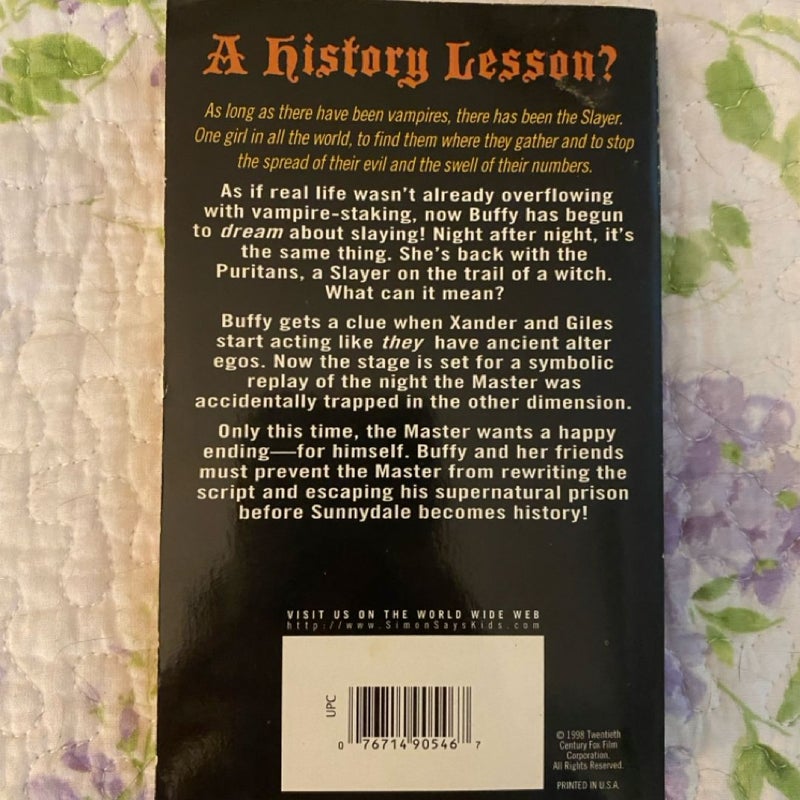 A History Lesson?
As long as there have been vampires, there has been the Slayer.
One girl in all the world, to find them where they gather and to stop
the spread of their evil and the swell of their numbers.
As if real life wasn't already overflowing
with vampire-staking, now Buffy has begun
to dream about slaying! Night after night, it's
the same thing. She's back with the
Puritans, a Slayer on the trail of a witch.
What can it mean?
Buffy gets a clue when Xander and Giles
start acting like they have ancient alter
egos. Now the stage is set for a symbolic
replay of the night the Master was
accidentally trapped in the other dimension.
Only this time, the Master wants a happy
ending—for himself. Buffy and her friends
must prevent the Master from rewriting the
script and escaping his supernatural prison
before Sunnydale becomes history!
VISIT US ON THE WORLD WIDE WEB
http://www.SimonSaysKids.com
UPC
0 76714 90546 7
© 1998 Twentieth
Century Fox Film
Corporation.
All Rights Reserved.
PRINTED IN U.S.A.